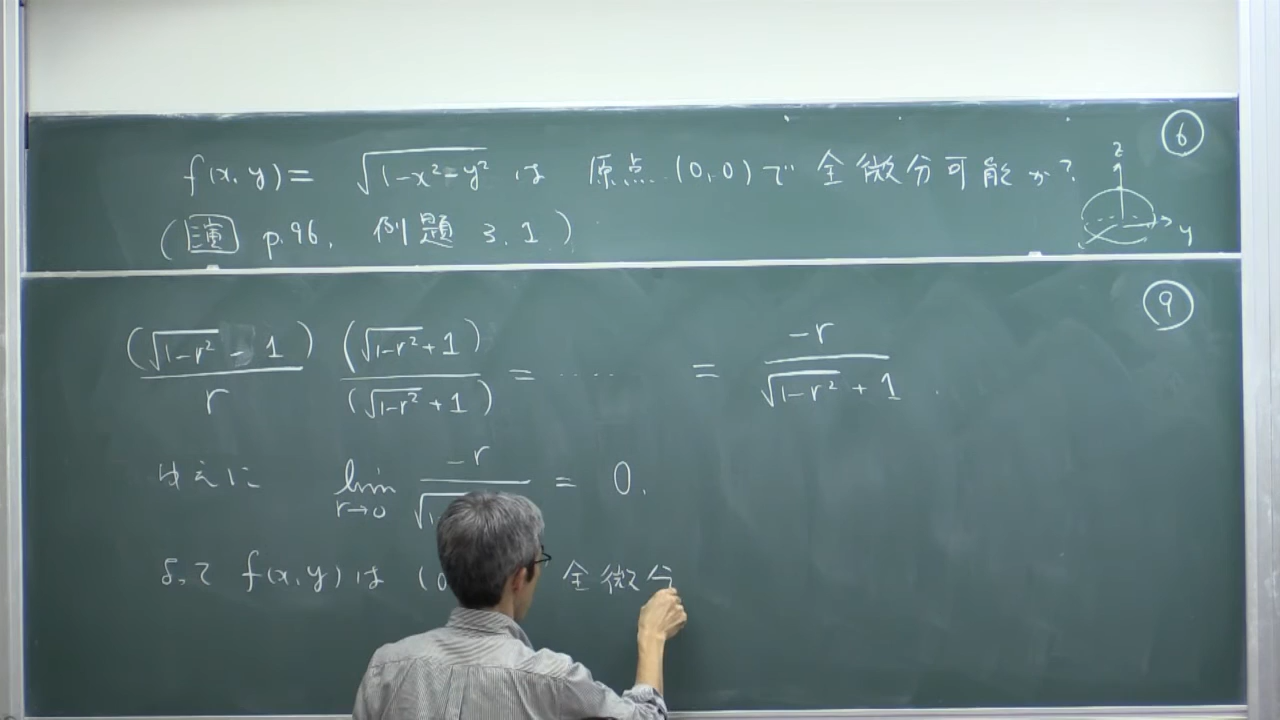 ⑥
f(x,y) = √(1-x²-y²) は 原点 (0,0)で 全微分可能か?
(演 p.96, 例題 3.1)
z
y
⑨
(√(1-r²) - 1)/r (√(1-r²)+1)/(√(1-r²)+1) = ····· = -r/(√(1-r²)+1).
ゆえに lim r→0 -r/√ = 0.
よって f(x,y)は (0 全微分